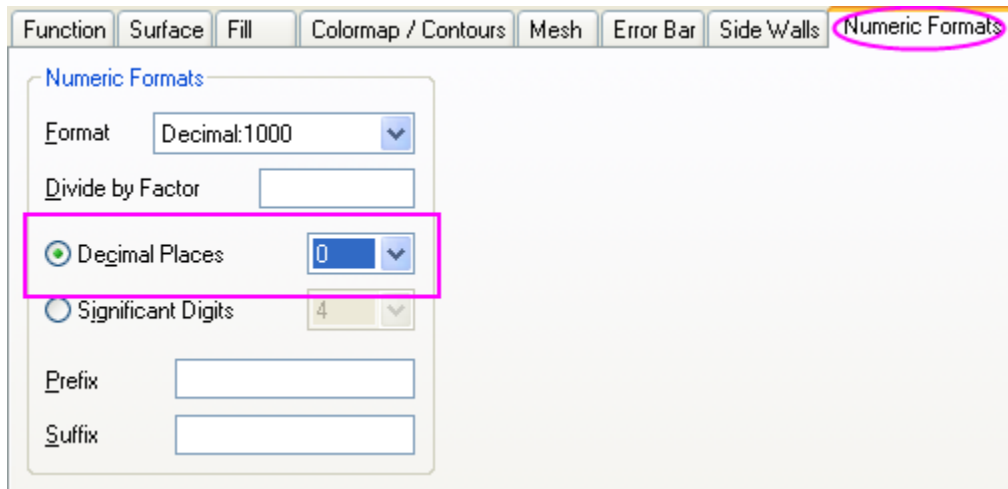 Function Surface Fill Colormap / Contours Mesh Error Bar Side Walls Numeric Formats
Numeric Formats
Format Decimal:1000
Divide by Factor
Decimal Places 0
Significant Digits 4
Prefix
Suffix